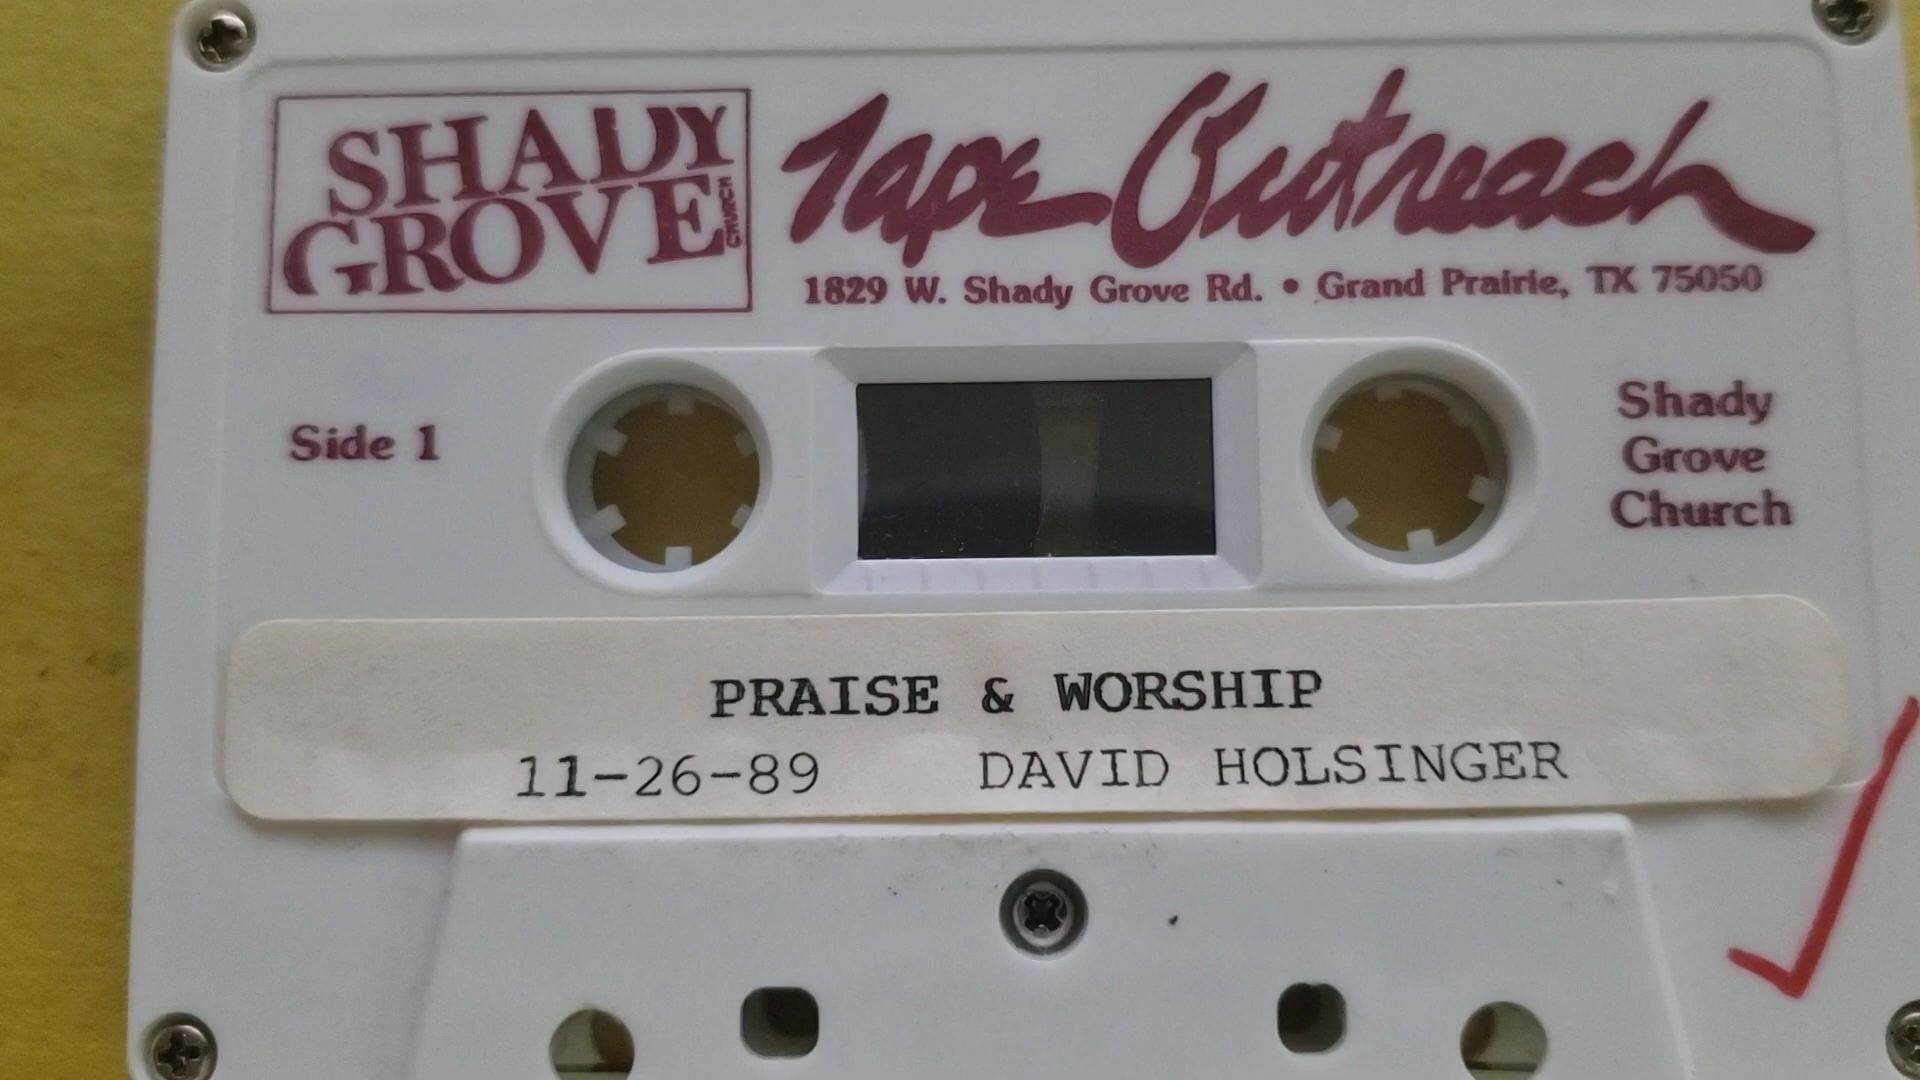 SHADY
GROVE
CHURCH
Tape Outreach
1829 W. Shady Grove Rd. • Grand Prairie, TX 75050
Side 1
Shady
Grove
Church
PRAISE & WORSHIP
11-26-89 DAVID HOLSINGER